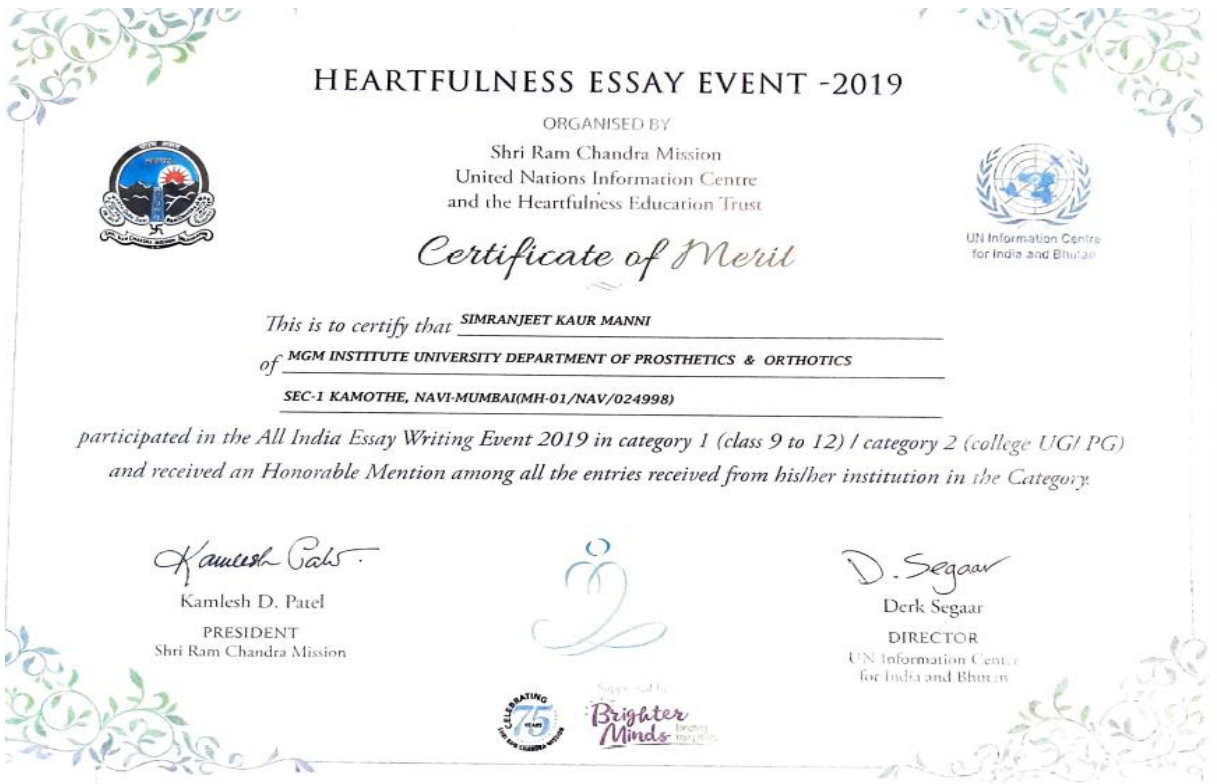 HEARTFULNESS ESSAY EVENT -2019
ORGANISED BY
Shri Ram Chandra Mission
United Nations Information Centre
and the Heartfulness Education Trust
UN Information Centre
for India and Bhutan
Certificate of Merit
This is to certify that SIMRANJEET KAUR MANNI
of MGM INSTITUTE UNIVERSITY DEPARTMENT OF PROSTHETICS & ORTHOTICS
SEC-1 KAMOTHE, NAVI-MUMBAI(MH-01/NAV/024998)
participated in the All India Essay Writing Event 2019 in category 1 (class 9 to 12) / category 2 (college UG/ PG)
and received an Honorable Mention among all the entries received from his/her institution in the Category.
Kamlesh D. Patel
PRESIDENT
Shri Ram Chandra Mission
D. Segaar
Derk Segaar
DIRECTOR
UN Information Centre
for India and Bhutan
CELEBRATING
75
YEARS
SHRI RAM CHANDRA MISSION
Supported by
Brighter
Minds